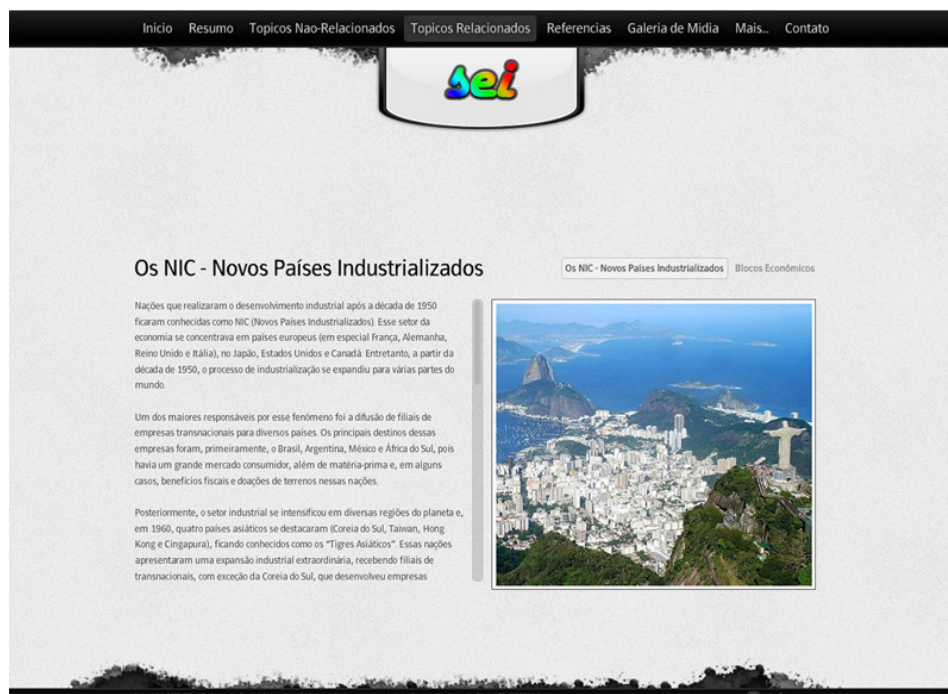 Inicio Resumo Topicos Nao-Relacionados Topicos Relacionados Referencias Galeria de Midia Mais... Contato
sei
Os NIC - Novos Países Industrializados
Os NIC - Novos Países Industrializados Blocos Econômicos
Nações que realizaram o desenvolvimento industrial após a década de 1950
ficaram conhecidas como NIC (Novos Países Industrializados). Esse setor da
economia se concentrava em países europeus (em especial França, Alemanha,
Reino Unido e Itália), no Japão, Estados Unidos e Canadá. Entretanto, a partir da
década de 1950, o processo de industrialização se expandiu para várias partes do
mundo.
Um dos maiores responsáveis por esse fenômeno foi a difusão de filiais de
empresas transnacionais para diversos países. Os principais destinos dessas
empresas foram, primeiramente, o Brasil, Argentina, México e África do Sul, pois
havia um grande mercado consumidor, além de matéria-prima e, em alguns
casos, benefícios fiscais e doações de terrenos nessas nações.
Posteriormente, o setor industrial se intensificou em diversas regiões do planeta e,
em 1960, quatro países asiáticos se destacaram (Coreia do Sul, Taiwan, Hong
Kong e Cingapura), ficando conhecidos como os "Tigres Asiáticos". Essas nações
apresentaram uma expansão industrial extraordinária, recebendo filiais de
transnacionais, com exceção da Coreia do Sul, que desenvolveu empresas